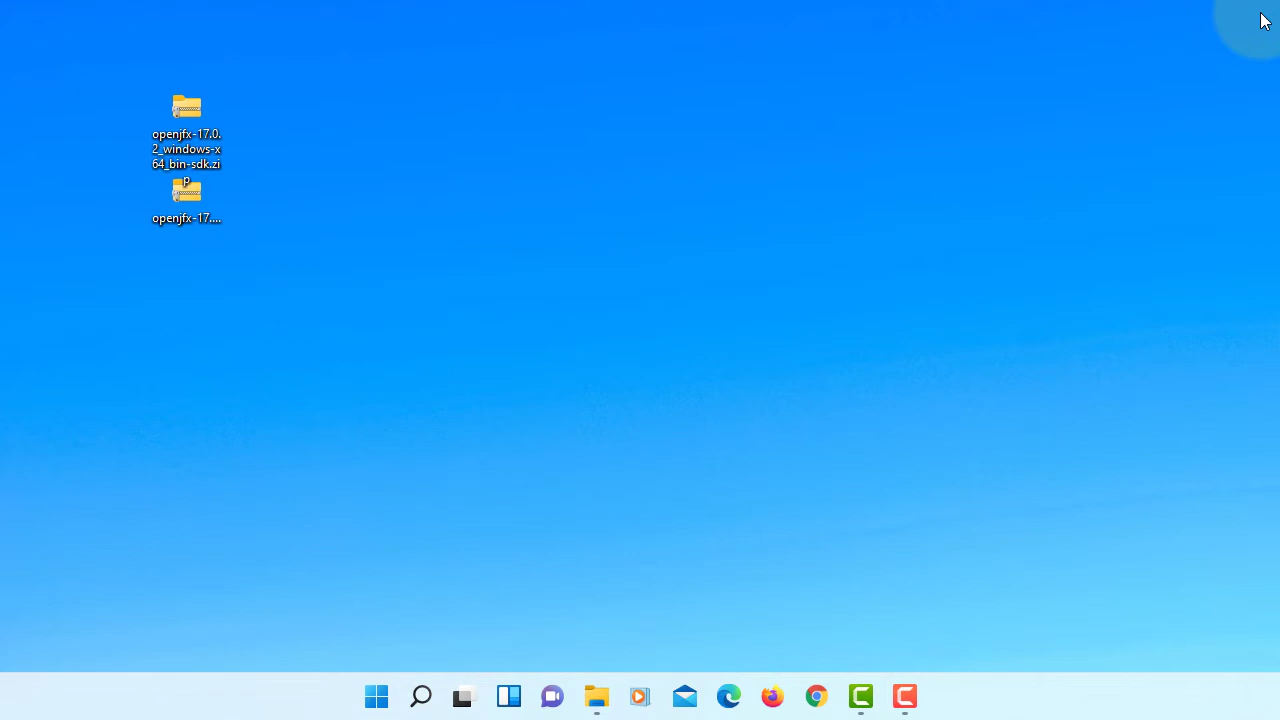 openjfx-17.0.
2_windows-x
64_bin-sdk.zi
p
openjfx-17....